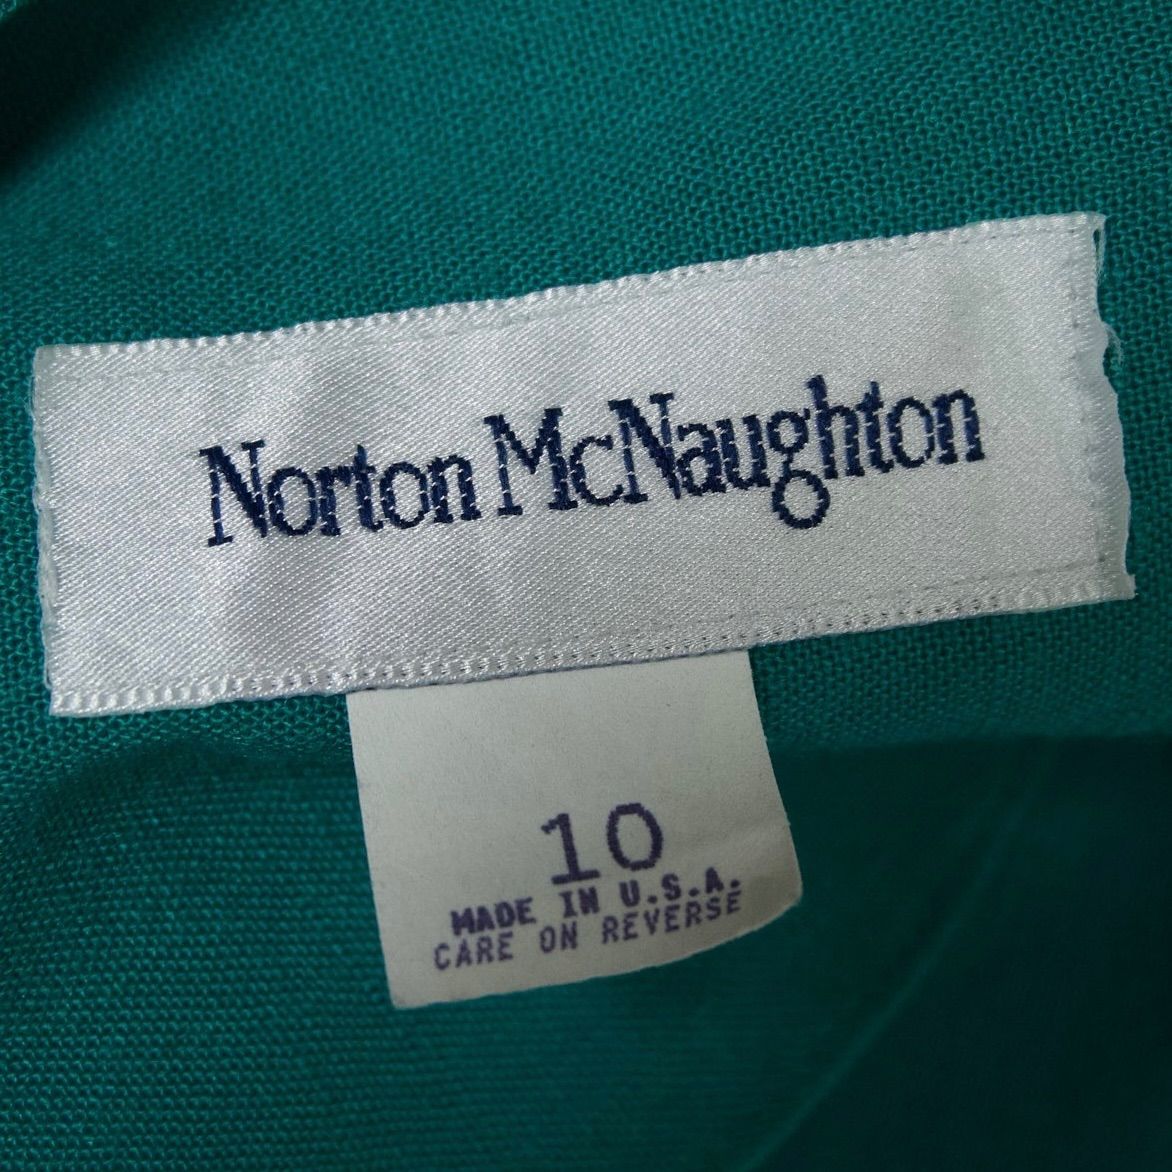 Norton McNaughton
10
MADE IN U.S.A.
CARE ON REVERSE